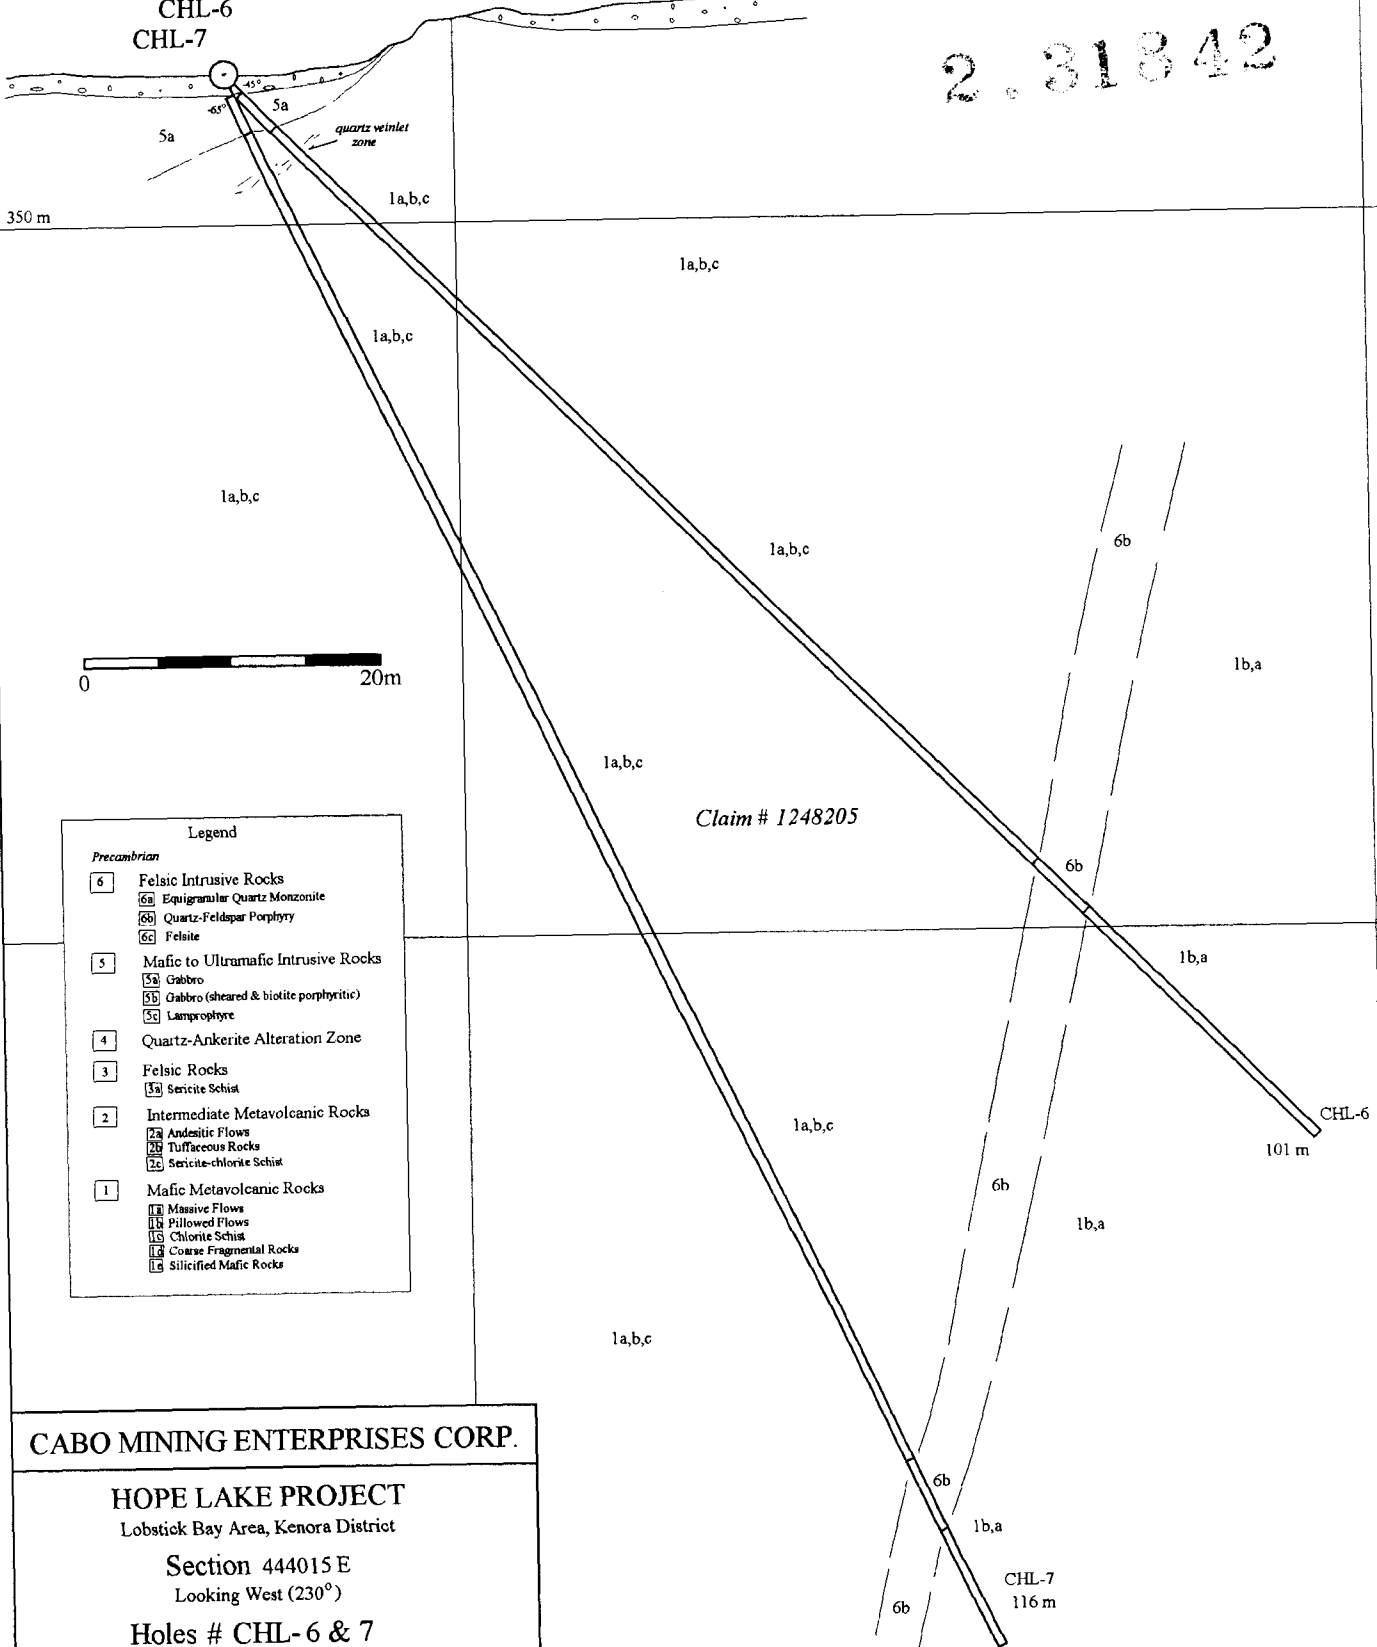 CHL-6
CHL-7
2.31842
-45°
-65°
5a
5a
quartz veinlet
zone
1a,b,c
350 m
1a,b,c
1a,b,c
1a,b,c
1a,b,c
6b
1b,a
0
20m
1a,b,c
Claim # 1248205
6b
1b,a
Legend
Precambrian
6 Felsic Intrusive Rocks
6a Equigranular Quartz Monzonite
6b Quartz-Feldspar Porphyry
6c Felsite
5 Mafic to Ultramafic Intrusive Rocks
5a Gabbro
5b Gabbro (sheared & biotite porphyritic)
5c Lamprophyre
4 Quartz-Ankerite Alteration Zone
3 Felsic Rocks
3a Sericite Schist
2 Intermediate Metavolcanic Rocks
2a Andesitic Flows
2b Tuffaceous Rocks
2c Sericite-chlorite Schist
1 Mafic Metavolcanic Rocks
1a Massive Flows
1b Pillowed Flows
1c Chlorite Schist
1d Coarse Fragmental Rocks
1e Silicified Mafic Rocks
1a,b,c
CHL-6
101 m
6b
1b,a
1a,b,c
6b
1b,a
CHL-7
116 m
6b
CABO MINING ENTERPRISES CORP.
HOPE LAKE PROJECT
Lobstick Bay Area, Kenora District
Section 444015 E
Looking West (230°)
Holes # CHL- 6 & 7